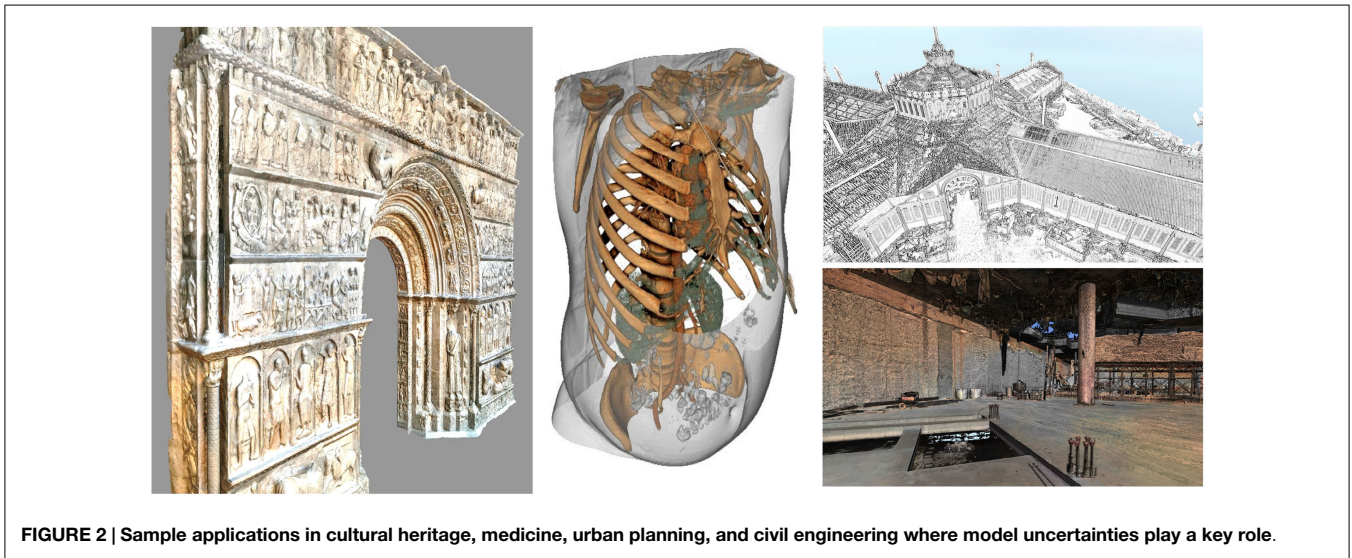 FIGURE 2 | Sample applications in cultural heritage, medicine, urban planning, and civil engineering where model uncertainties play a key role.